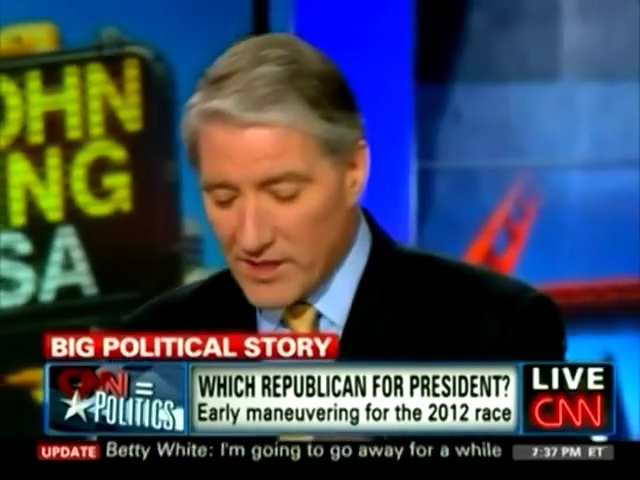 OHN
NG
SA
BIG POLITICAL STORY
CNN=
POLITICS
WHICH REPUBLICAN FOR PRESIDENT?
Early maneuvering for the 2012 race
LIVE
CNN
UPDATE Betty White: I'm going to go away for a while 7:37 PM ET